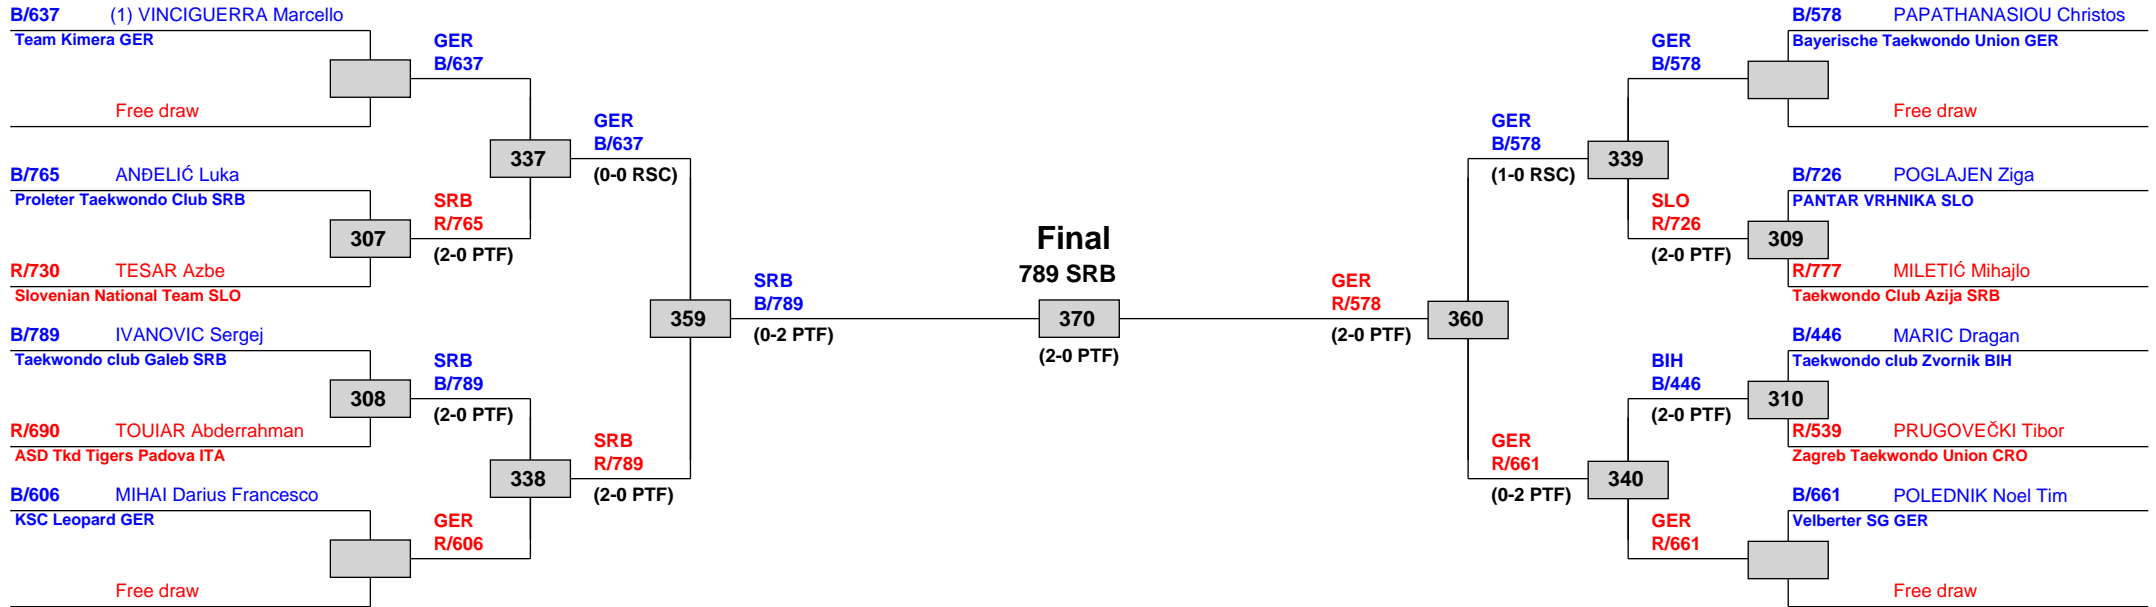 B/637 (1) VINCIGUERRA Marcello
Team Kimera GER
Free draw
B/765 ANĐELIĆ Luka
Proleter Taekwondo Club SRB
307
R/730 TESAR Azbe
Slovenian National Team SLO
B/789 IVANOVIC Sergej
Taekwondo club Galeb SRB
308
R/690 TOUIAR Abderrahman
ASD Tkd Tigers Padova ITA
B/606 MIHAI Darius Francesco
KSC Leopard GER
Free draw
GER
B/637
337
SRB
R/765
(2-0 PTF)
SRB
B/789
(2-0 PTF)
338
GER
R/606
GER
B/637
(0-0 RSC)
359
SRB
R/789
(2-0 PTF)
SRB
B/789
(0-2 PTF)
Final
789 SRB
370
(2-0 PTF)
GER
R/578
(2-0 PTF)
360
GER
B/578
(1-0 RSC)
339
GER
R/661
(0-2 PTF)
340
GER
B/578
SLO
R/726
(2-0 PTF)
309
BIH
B/446
(2-0 PTF)
310
GER
R/661
B/578 PAPATHANASIOU Christos
Bayerische Taekwondo Union GER
Free draw
B/726 POGLAJEN Ziga
PANTAR VRHNIKA SLO
R/777 MILETIĆ Mihajlo
Taekwondo Club Azija SRB
B/446 MARIC Dragan
Taekwondo club Zvornik BIH
R/539 PRUGOVEČKI Tibor
Zagreb Taekwondo Union CRO
B/661 POLEDNIK Noel Tim
Velberter SG GER
Free draw